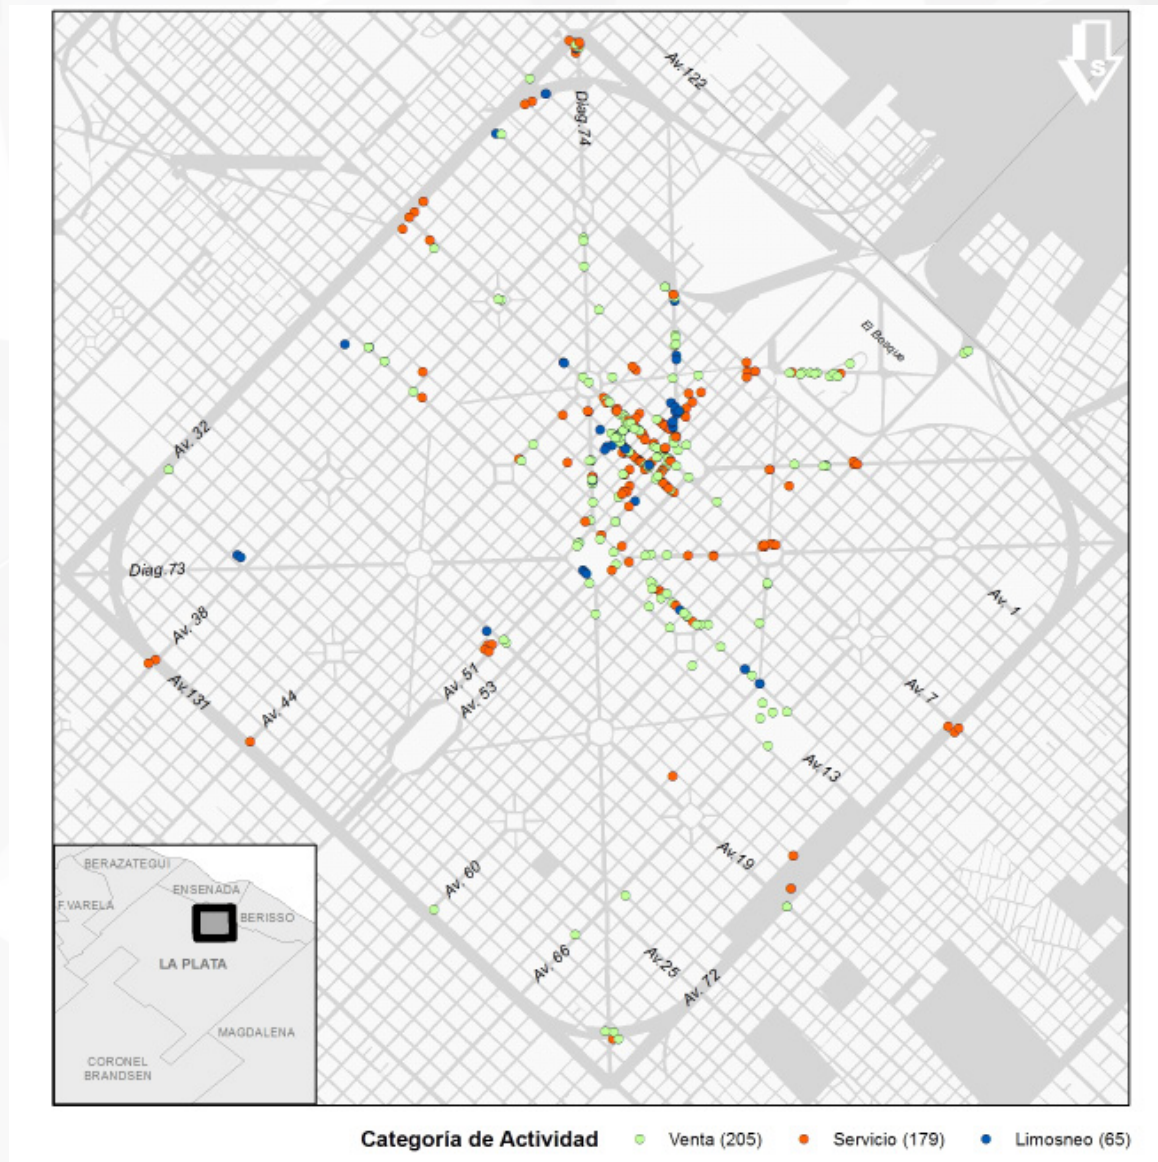 Av.122
S
Diag.74
El Bosque
Av. 32
Diag.73
Av. 38
Av. 1
Av.131
Av. 51
Av. 44
Av. 53
Av. 7
Av.13
Av.19
Av. 60
Av. 66
Av.25
Av. 72
BERAZATEGUI
ENSENADA
F.VARELA
BERISSO
LA PLATA
MAGDALENA
CORONEL
BRANDSEN
Categoría de Actividad Venta (205) Servicio (179) Limosneo (65)